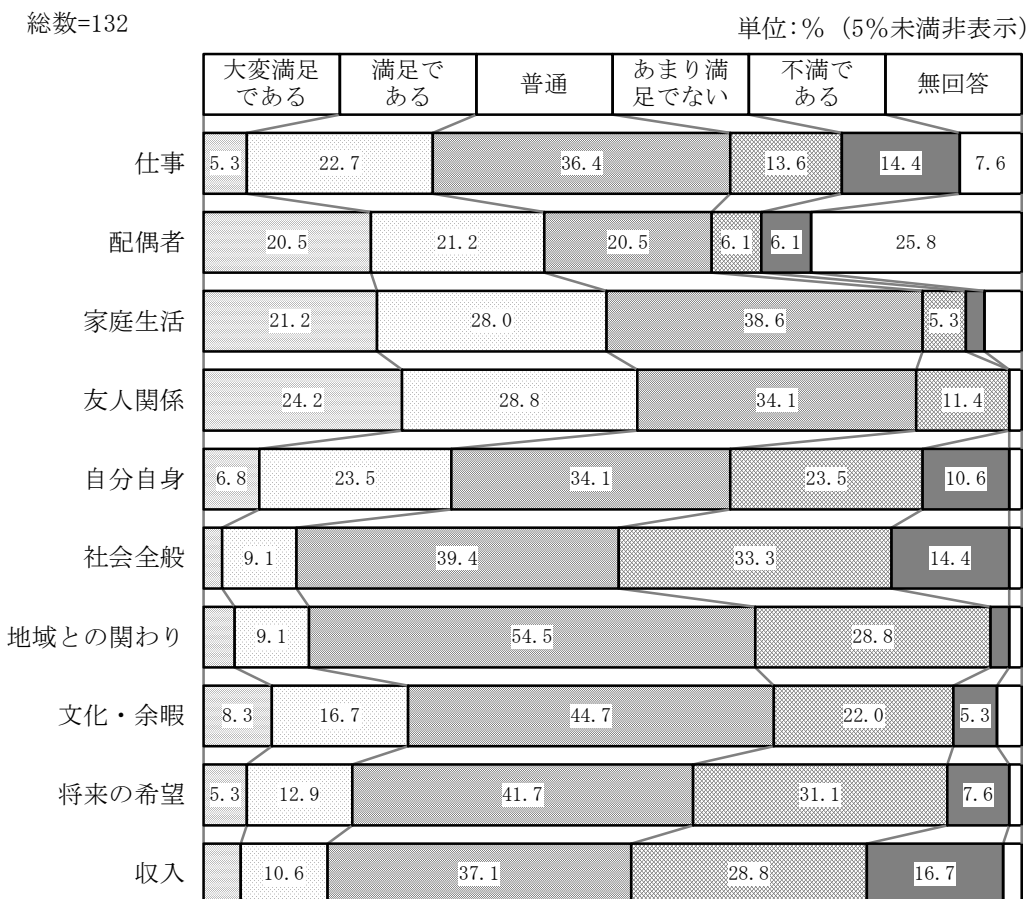 総数=132
単位:% (5%未満非表示)
大変満足
である
満足で
ある
普通
あまり満
足でない
不満で
ある
無回答
仕事 5.3 22.7 36.4 13.6 14.4 7.6
配偶者 20.5 21.2 20.5 6.1 6.1 25.8
家庭生活 21.2 28.0 38.6 5.3
友人関係 24.2 28.8 34.1 11.4
自分自身 6.8 23.5 34.1 23.5 10.6
社会全般 9.1 39.4 33.3 14.4
地域との関わり 9.1 54.5 28.8
文化・余暇 8.3 16.7 44.7 22.0 5.3
将来の希望 5.3 12.9 41.7 31.1 7.6
収入 10.6 37.1 28.8 16.7